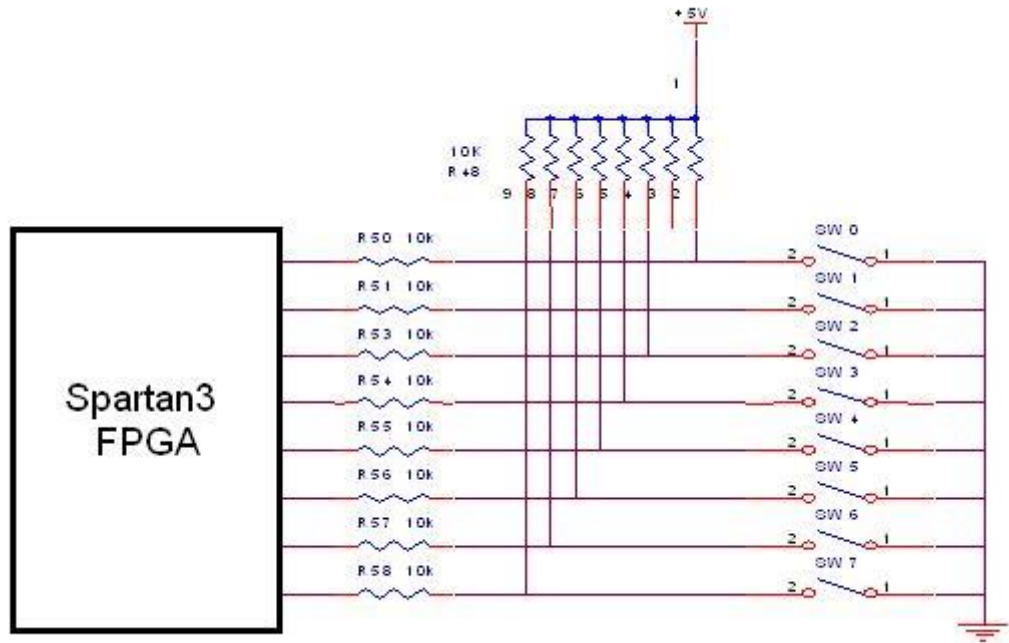 +5V
1
10K
R48
9 8 7 6 5 4 3 2
SW 0
R50 10k
2 1
SW 1
R51 10k
2 1
SW 2
R53 10k
2 1
SW 3
R54 10k
2 1
Spartan3
FPGA
SW 4
R55 10k
2 1
SW 5
R56 10k
2 1
SW 6
R57 10k
2 1
SW 7
R58 10k
2 1